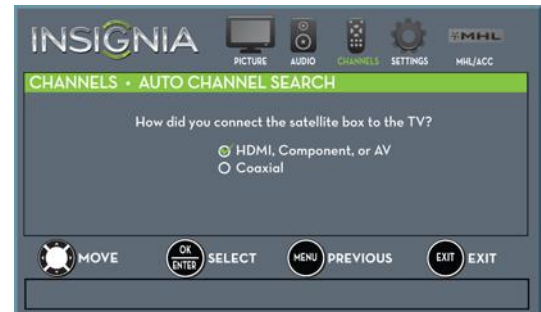 INSIGNIA
PICTURE AUDIO CHANNELS SETTINGS MHL/ACC
MHL
CHANNELS • AUTO CHANNEL SEARCH
How did you connect the satellite box to the TV?
HDMI, Component, or AV
Coaxial
MOVE OK ENTER SELECT MENU PREVIOUS EXIT EXIT